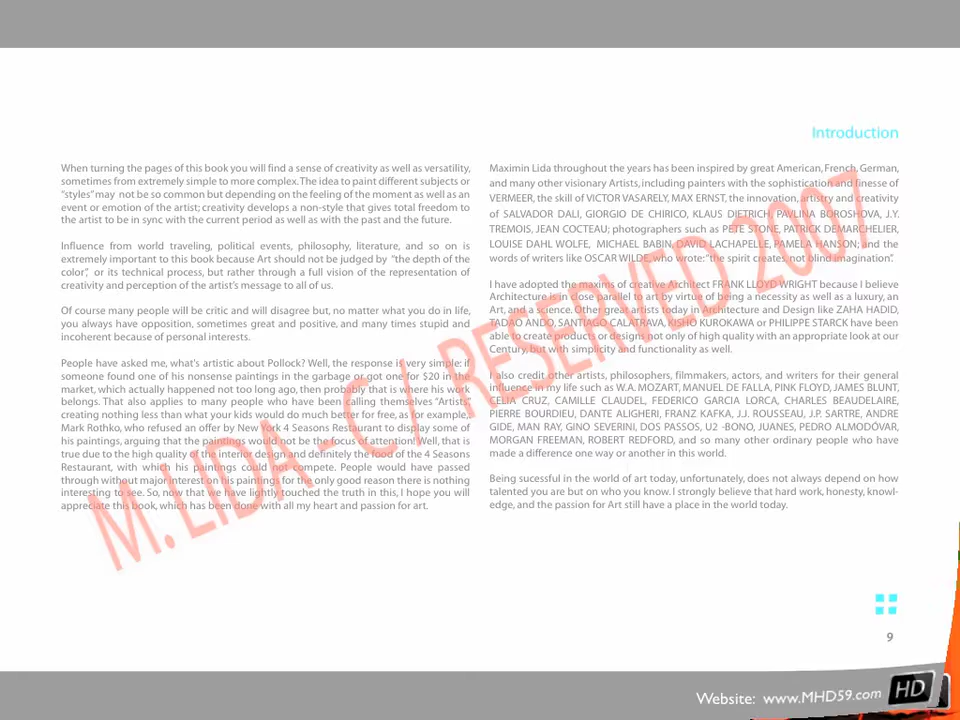 Introduction
When turning the pages of this book you will find a sense of creativity as well as versatility,
sometimes from extremely simple to more complex. The idea to paint different subjects or
“styles” may not be so common but depending on the feeling of the moment as well as an
event or emotion of the artist; creativity develops a non-style that gives total freedom to
the artist to be in sync with the current period as well as with the past and the future.
Influence from world traveling, political events, philosophy, literature, and so on is
extremely important to this book because Art should not be judged by “the depth of the
color”, or its technical process, but rather through a full vision of the representation of
creativity and perception of the artist’s message to all of us.
Of course many people will be critic and will disagree but, no matter what you do in life,
you always have opposition, sometimes great and positive, and many times stupid and
incoherent because of personal interests.
People have asked me, what's artistic about Pollock? Well, the response is very simple: if
someone found one of his nonsense paintings in the garbage or got one for $20 in the
market, which actually happened not too long ago, then probably that is where his work
belongs. That also applies to many people who have been calling themselves “Artists”,
creating nothing less than what your kids would do much better for free, as for example,.
Mark Rothko, who refused an offer by New York 4 Seasons Restaurant to display some of
his paintings, arguing that the paintings would not be the focus of attention! Well, that is
true due to the high quality of the interior design and definitely the food of the 4 Seasons
Restaurant, with which his paintings could not compete. People would have passed
through without major interest on his paintings for the only good reason there is nothing
interesting to see. So, now that we have lightly touched the truth in this, I hope you will
appreciate this book, which has been done with all my heart and passion for art.
Maximin Lida throughout the years has been inspired by great American, French, German,
and many other visionary Artists, including painters with the sophistication and finesse of
VERMEER, the skill of VICTOR VASARELY, MAX ERNST, the innovation, artistry and creativity
of SALVADOR DALI, GIORGIO DE CHIRICO, KLAUS DIETRICH, PAVLINA BOROSHOVA, J.Y.
TREMOIS, JEAN COCTEAU; photographers such as PETE STONE, PATRICK DEMARCHELIER,
LOUISE DAHL WOLFE, MICHAEL BABIN, DAVID LACHAPELLE, PAMELA HANSON; and the
words of writers like OSCAR WILDE, who wrote: “the spirit creates, not blind imagination”.
I have adopted the maxims of creative Architect FRANK LLOYD WRIGHT because I believe
Architecture is in close parallel to art by virtue of being a necessity as well as a luxury, an
Art, and a science. Other great artists today in Architecture and Design like ZAHA HADID,
TADAO ANDO, SANTIAGO CALATRAVA, KISHO KUROKAWA or PHILIPPE STARCK have been
able to create products or designs not only of high quality with an appropriate look at our
Century, but with simplicity and functionality as well.
I also credit other artists, philosophers, filmmakers, actors, and writers for their general
influence in my life such as W.A. MOZART, MANUEL DE FALLA, PINK FLOYD, JAMES BLUNT,
CELIA CRUZ, CAMILLE CLAUDEL, FEDERICO GARCIA LORCA, CHARLES BEAUDELAIRE,
PIERRE BOURDIEU, DANTE ALIGHERI, FRANZ KAFKA, J.J. ROUSSEAU, J.P. SARTRE, ANDRE
GIDE, MAN RAY, GINO SEVERINI, DOS PASSOS, U2 -BONO, JUANES, PEDRO ALMODÓVAR,
MORGAN FREEMAN, ROBERT REDFORD, and so many other ordinary people who have
made a difference one way or another in this world.
Being sucessful in the world of art today, unfortunately, does not always depend on how
talented you are but on who you know. I strongly believe that hard work, honesty, knowl-
edge, and the passion for Art still have a place in the world today.
M. LIDA - C / RESERVED 2007
9
Website: www.MHD59.com
HD